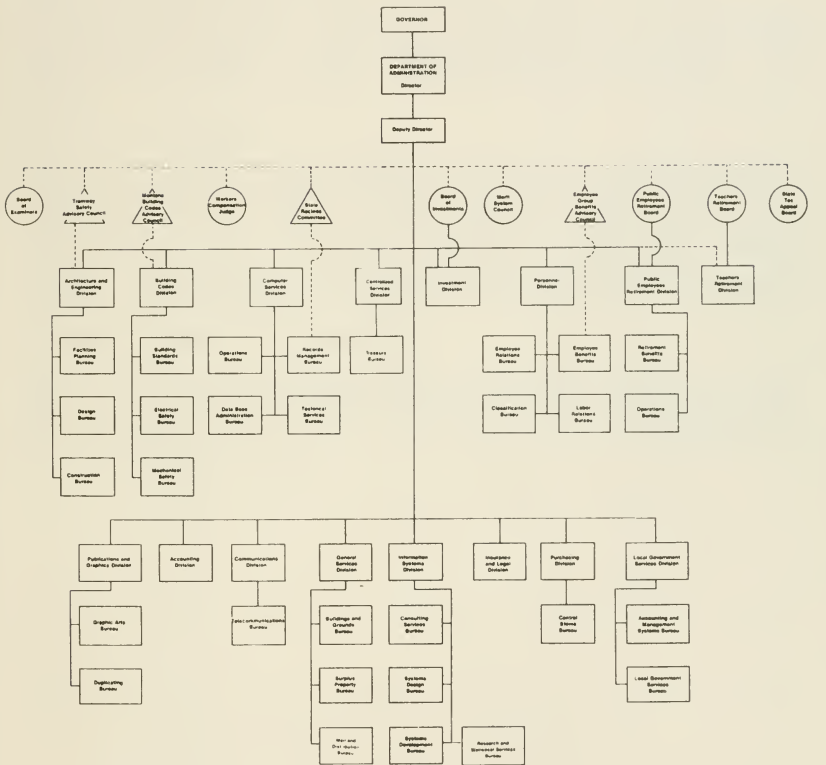 GOVERNOR
DEPARTMENT OF
ADMINISTRATION
Director
Deputy Director
Board
of
Examiners
Tramway
Safety
Advisory Council
Montana
Building
Codes
Advisory
Council
Workers
Compensation
Judge
State
Records
Committee
Board
of
Investments
Merit
System
Council
Employee
Group
Benefits
Advisory
Council
Public
Employees
Retirement
Board
Teachers
Retirement
Board
State
Tax
Appeal
Board
Architecture and
Engineering
Division
Building
Codes
Division
Computer
Services
Division
Centralized
Services
Division
Investment
Division
Personnel
Division
Public
Employees
Retirement Division
Teachers
Retirement Division
Facilities
Planning
Bureau
Building
Standards
Bureau
Operations
Bureau
Records
Management
Bureau
Treasury
Bureau
Employee
Relations
Bureau
Employee
Benefits
Bureau
Retirement
Benefits
Bureau
Design
Bureau
Electrical
Safety
Bureau
Data Base
Administration
Bureau
Technical
Services
Bureau
Classification
Bureau
Labor
Relations
Bureau
Operations
Bureau
Construction
Bureau
Mechanical
Safety
Bureau
Publications and
Graphics Division
Accounting
Division
Communications
Division
General
Services
Division
Information
Systems
Division
Insurance
and Legal
Division
Purchasing
Division
Local Government
Services Division
Graphic Arts
Bureau
Telecommunications
Bureau
Buildings and
Grounds
Bureau
Consulting
Services
Bureau
Central
Stores
Bureau
Accounting and
Management
Systems Bureau
Duplicating
Bureau
Surplus
Property
Bureau
Systems
Design
Bureau
Local Government
Services
Bureau
Mail and
Distribution
Bureau
Systems
Development
Bureau
Research and
Services
Bureau